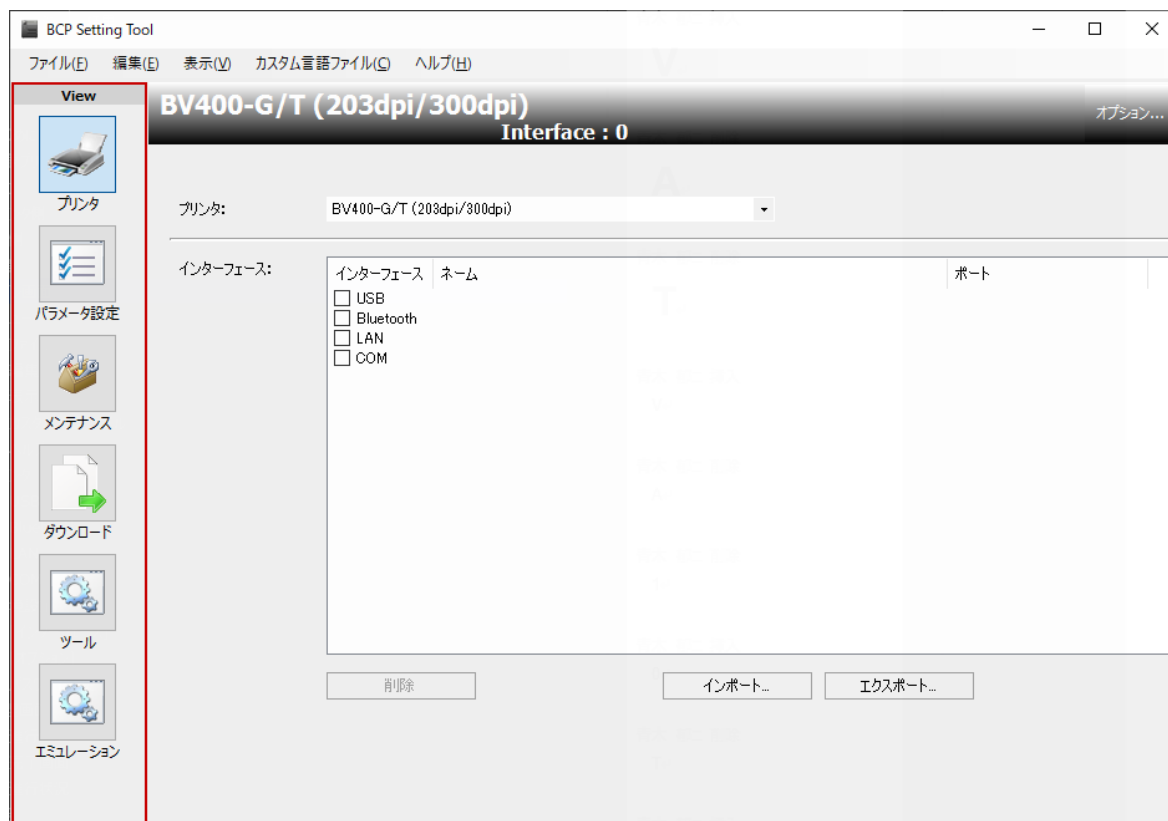 BCP Setting Tool
ファイル(F) 編集(E) 表示(V) カスタム言語ファイル(C) ヘルプ(H)
View
プリンタ
パラメータ設定
メンテナンス
ダウンロード
ツール
エミュレーション
BV400-G/T (203dpi/300dpi)
Interface : 0
オプション...
プリンタ: BV400-G/T (203dpi/300dpi)
インターフェース:
インターフェース ネーム ポート
USB
Bluetooth
LAN
COM
削除 インポート... エクスポート...